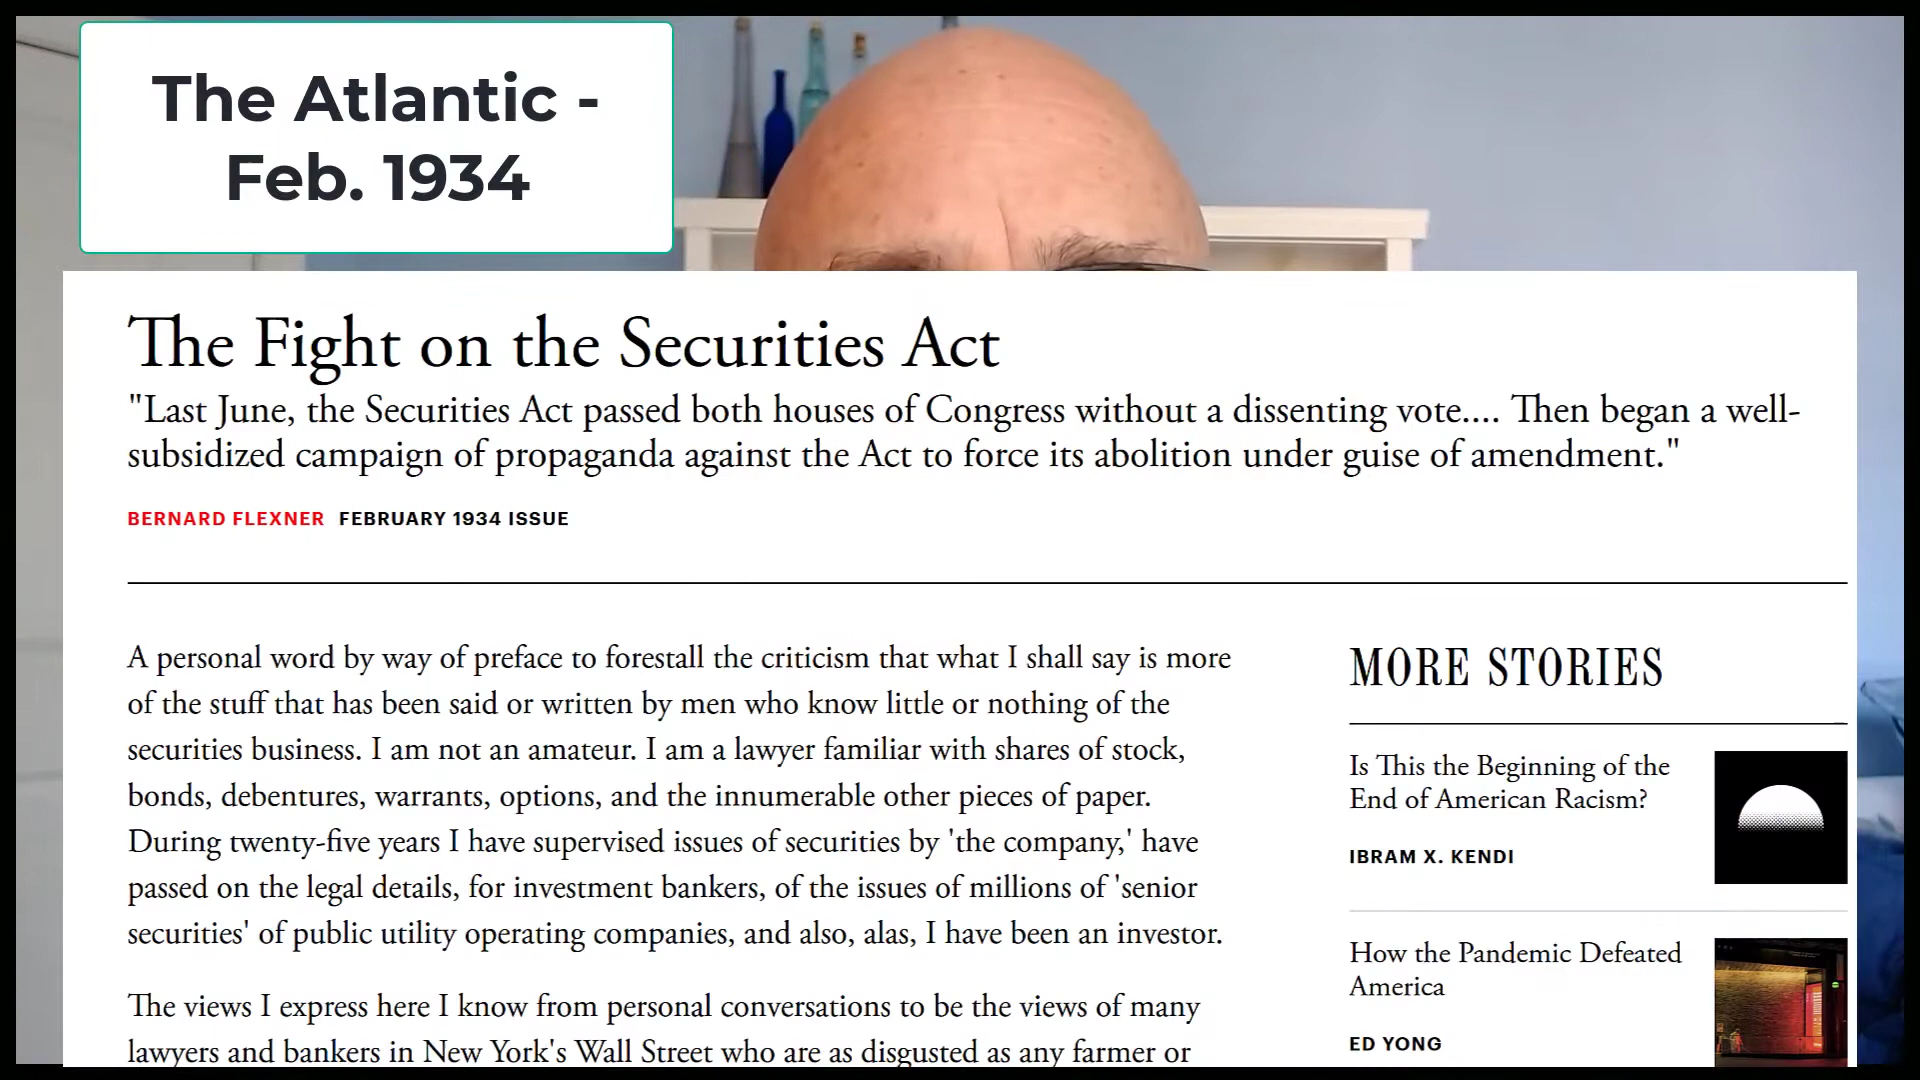 The Atlantic -
Feb. 1934
The Fight on the Securities Act
"Last June, the Securities Act passed both houses of Congress without a dissenting vote.... Then began a well-
subsidized campaign of propaganda against the Act to force its abolition under guise of amendment."
BERNARD FLEXNER FEBRUARY 1934 ISSUE
A personal word by way of preface to forestall the criticism that what I shall say is more
of the stuff that has been said or written by men who know little or nothing of the
securities business. I am not an amateur. I am a lawyer familiar with shares of stock,
bonds, debentures, warrants, options, and the innumerable other pieces of paper.
During twenty-five years I have supervised issues of securities by 'the company,' have
passed on the legal details, for investment bankers, of the issues of millions of 'senior
securities' of public utility operating companies, and also, alas, I have been an investor.
The views I express here I know from personal conversations to be the views of many
lawyers and bankers in New York's Wall Street who are as disgusted as any farmer or
MORE STORIES
Is This the Beginning of the
End of American Racism?
IBRAM X. KENDI
How the Pandemic Defeated
America
ED YONG